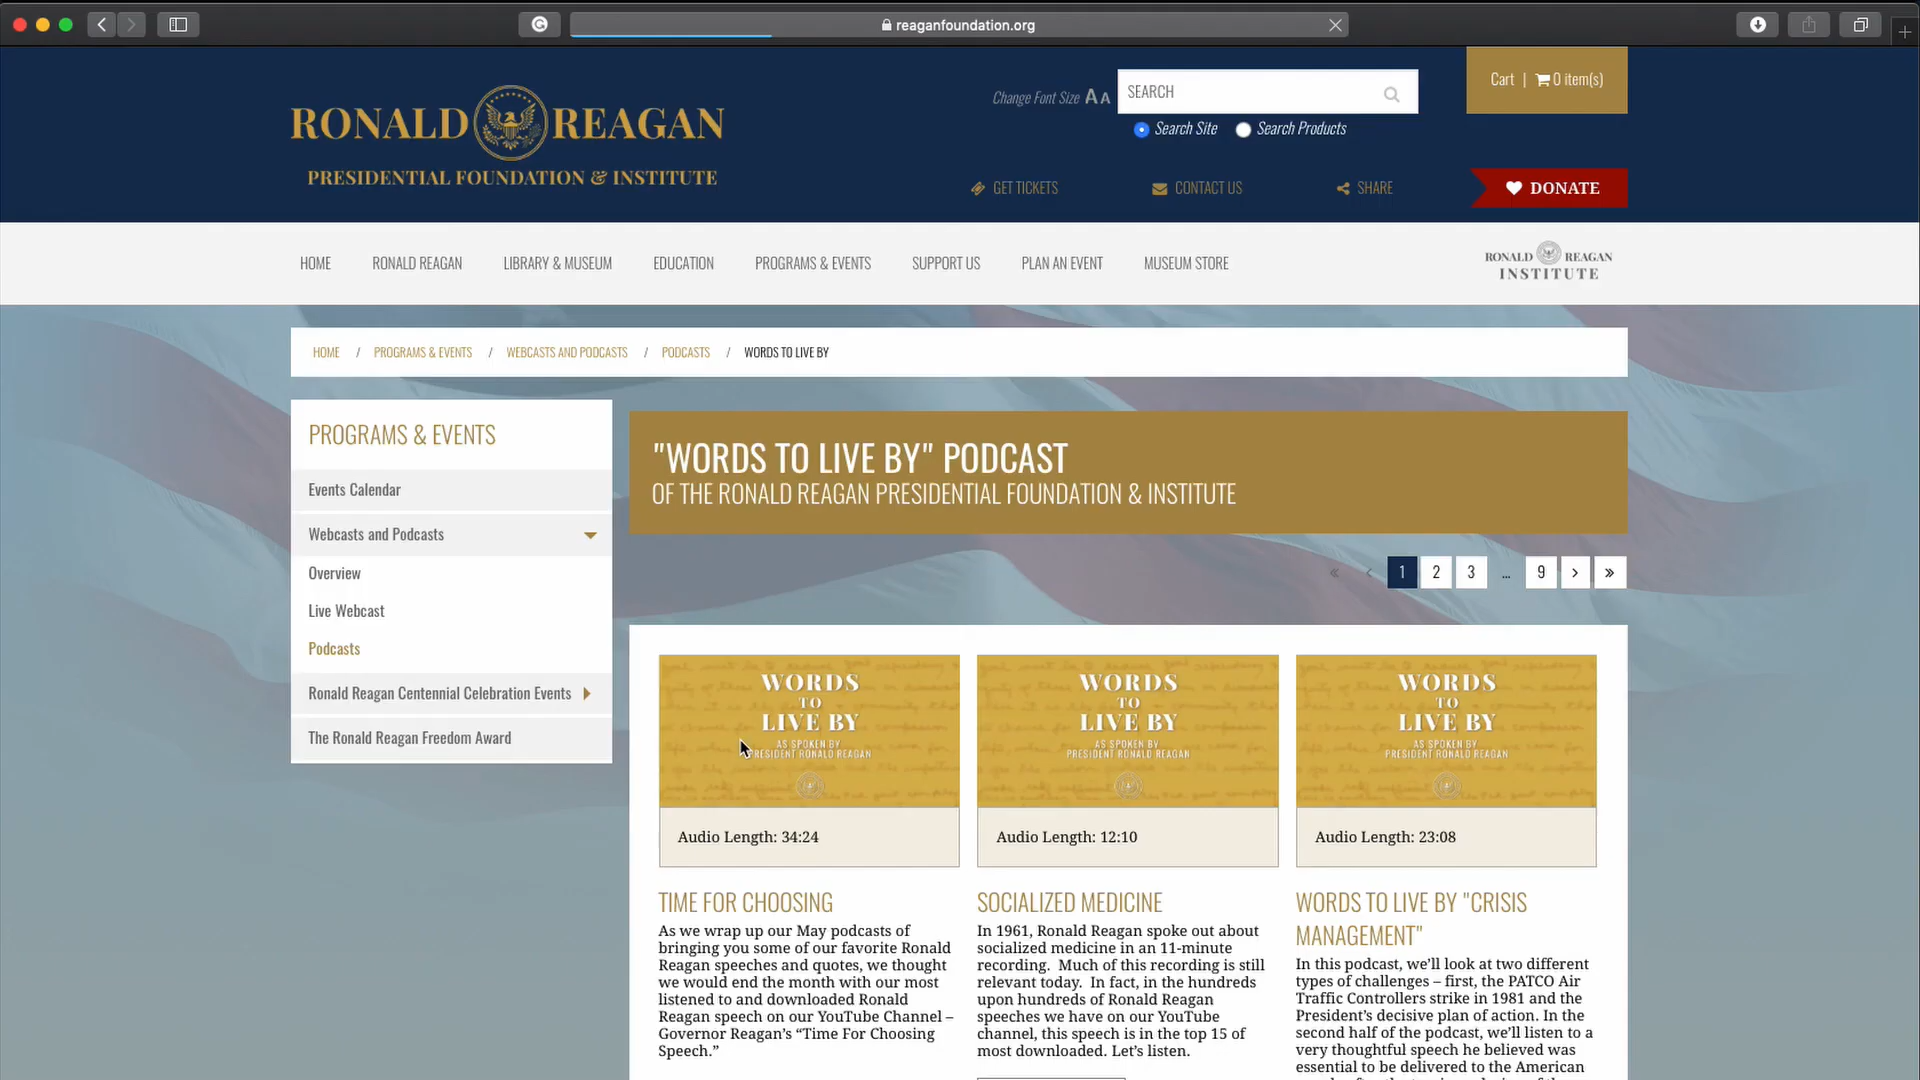 reaganfoundation.org
RONALD REAGAN
PRESIDENTIAL FOUNDATION & INSTITUTE
Change Font Size A A
SEARCH
Search Site Search Products
Cart | 0 item(s)
GET TICKETS CONTACT US SHARE DONATE
HOME RONALD REAGAN LIBRARY & MUSEUM EDUCATION PROGRAMS & EVENTS SUPPORT US PLAN AN EVENT MUSEUM STORE
RONALD REAGAN
INSTITUTE
HOME / PROGRAMS & EVENTS / WEBCASTS AND PODCASTS / PODCASTS / WORDS TO LIVE BY
PROGRAMS & EVENTS
Events Calendar
Webcasts and Podcasts
Overview
Live Webcast
Podcasts
Ronald Reagan Centennial Celebration Events
The Ronald Reagan Freedom Award
"WORDS TO LIVE BY" PODCAST
OF THE RONALD REAGAN PRESIDENTIAL FOUNDATION & INSTITUTE
« ‹ 1 2 3 ... 9 › »
WORDS
TO
LIVE BY
AS SPOKEN BY
PRESIDENT RONALD REAGAN
Audio Length: 34:24
TIME FOR CHOOSING
As we wrap up our May podcasts of
bringing you some of our favorite Ronald
Reagan speeches and quotes, we thought
we would end the month with our most
listened to and downloaded Ronald
Reagan speech on our YouTube Channel –
Governor Reagan's “Time For Choosing
Speech.”
WORDS
TO
LIVE BY
AS SPOKEN BY
PRESIDENT RONALD REAGAN
Audio Length: 12:10
SOCIALIZED MEDICINE
In 1961, Ronald Reagan spoke out about
socialized medicine in an 11-minute
recording. Much of this recording is still
relevant today. In fact, in the hundreds
upon hundreds of Ronald Reagan
speeches we have on our YouTube
channel, this speech is in the top 15 of
most downloaded. Let's listen.
WORDS
TO
LIVE BY
AS SPOKEN BY
PRESIDENT RONALD REAGAN
Audio Length: 23:08
WORDS TO LIVE BY "CRISIS
MANAGEMENT"
In this podcast, we'll look at two different
types of challenges – first, the PATCO Air
Traffic Controllers strike in 1981 and the
President's decisive plan of action. In the
second half of the podcast, we'll listen to a
very thoughtful speech he believed was
essential to be delivered to the American